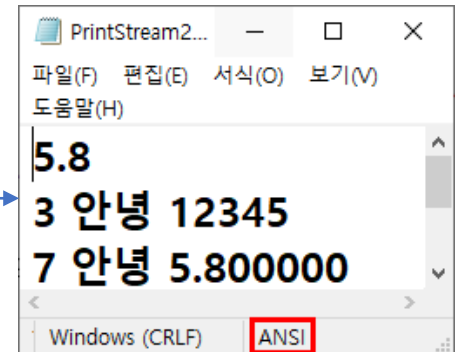 PrintStream2...
파일(F) 편집(E) 서식(O) 보기(V)
도움말(H)
5.8
3 안녕 12345
7 안녕 5.800000
Windows (CRLF) ANSI